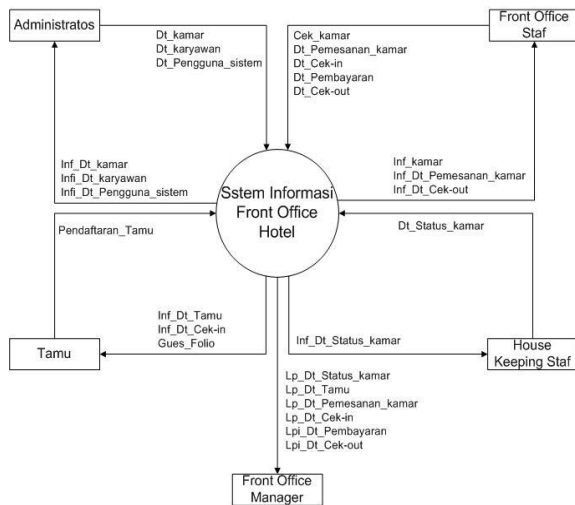 Administratos
Dt_kamar
Dt_karyawan
Dt_Pengguna_sistem
Cek_kamar
Dt_Pemesanan_kamar
Dt_Cek-in
Dt_Pembayaran
Dt_Cek-out
Front Office
Staf
Inf_Dt_kamar
Infi_Dt_karyawan
Infi_Dt_Pengguna_sistem
Sstem Informasi
Front Office
Hotel
Inf_kamar
Inf_Dt_Pemesanan_kamar
Inf_Dt_Cek-out
Pendaftaran_Tamu
Dt_Status_kamar
Tamu
Inf_Dt_Tamu
Inf_Dt_Cek-in
Gues_Folio
Inf_Dt_Status_kamar
House
Keeping Staf
Lp_Dt_Status_kamar
Lp_Dt_Tamu
Lp_Dt_Pemesanan_kamar
Lp_Dt_Cek-in
Lpi_Dt_Pembayaran
Lpi_Dt_Cek-out
Front Office
Manager